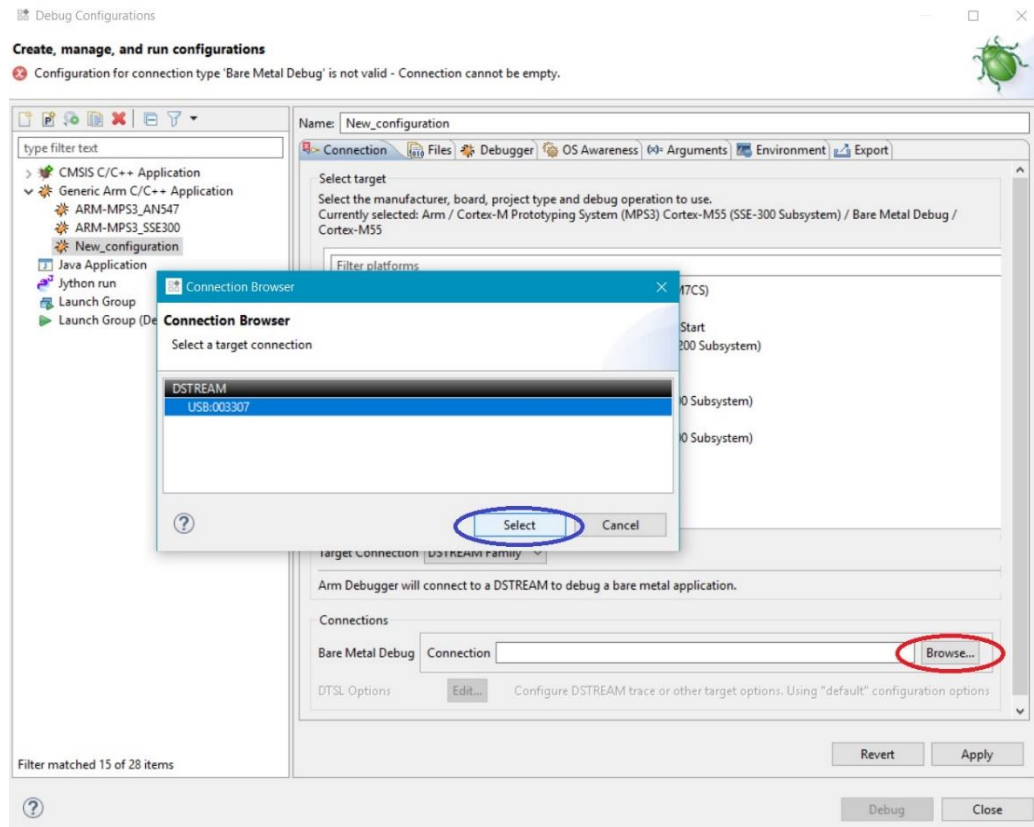 Debug Configurations
Create, manage, and run configurations
Configuration for connection type 'Bare Metal Debug' is not valid - Connection cannot be empty.
type filter text
CMSIS C/C++ Application
Generic Arm C/C++ Application
ARM-MPS3_AN547
ARM-MPS3_SSE300
New_configuration
Java Application
Jython run
Launch Group
Launch Group (De
Filter matched 15 of 28 items
Name: New_configuration
Connection Files Debugger OS Awareness Arguments Environment Export
Select target
Select the manufacturer, board, project type and debug operation to use.
Currently selected: Arm / Cortex-M Prototyping System (MPS3) Cortex-M55 (SSE-300 Subsystem) / Bare Metal Debug /
Cortex-M55
Filter platforms
M7CS)
Start
200 Subsystem)
0 Subsystem)
0 Subsystem)
Connection Browser
Connection Browser
Select a target connection
DSTREAM
USB:003307
Select Cancel
Target Connection DSTREAM Family
Arm Debugger will connect to a DSTREAM to debug a bare metal application.
Connections
Bare Metal Debug Connection Browse...
DTSL Options Edit... Configure DSTREAM trace or other target options. Using "default" configuration options
Revert Apply
Debug Close